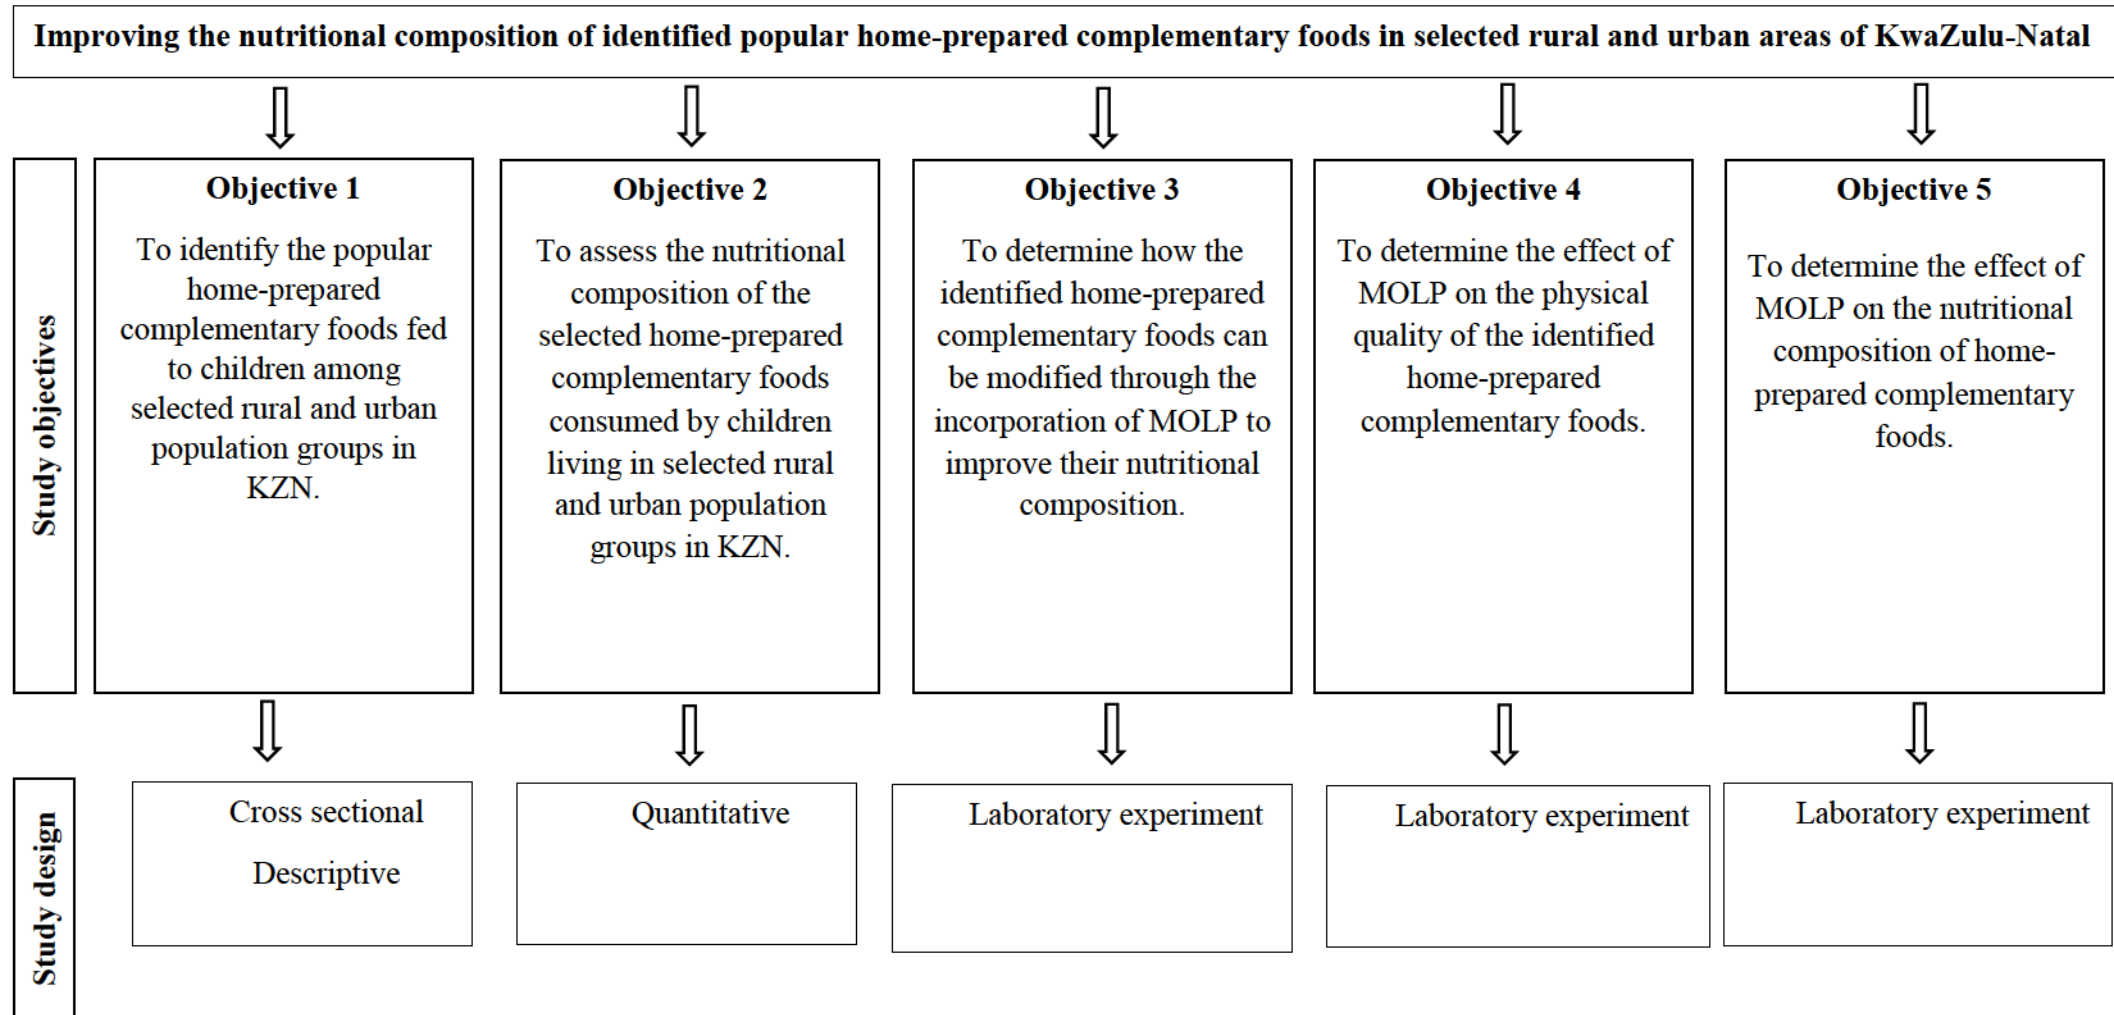 Improving the nutritional composition of identified popular home-prepared complementary foods in selected rural and urban areas of KwaZulu-Natal
Study objectives
Objective 1
To identify the popular
home-prepared
complementary foods fed
to children among
selected rural and urban
population groups in
KZN.
Objective 2
To assess the nutritional
composition of the
selected home-prepared
complementary foods
consumed by children
living in selected rural
and urban population
groups in KZN.
Objective 3
To determine how the
identified home-prepared
complementary foods can
be modified through the
incorporation of MOLP to
improve their nutritional
composition.
Objective 4
To determine the effect of
MOLP on the physical
quality of the identified
home-prepared
complementary foods.
Objective 5
To determine the effect of
MOLP on the nutritional
composition of home-
prepared complementary
foods.
Study design
Cross sectional
Descriptive
Quantitative
Laboratory experiment
Laboratory experiment
Laboratory experiment